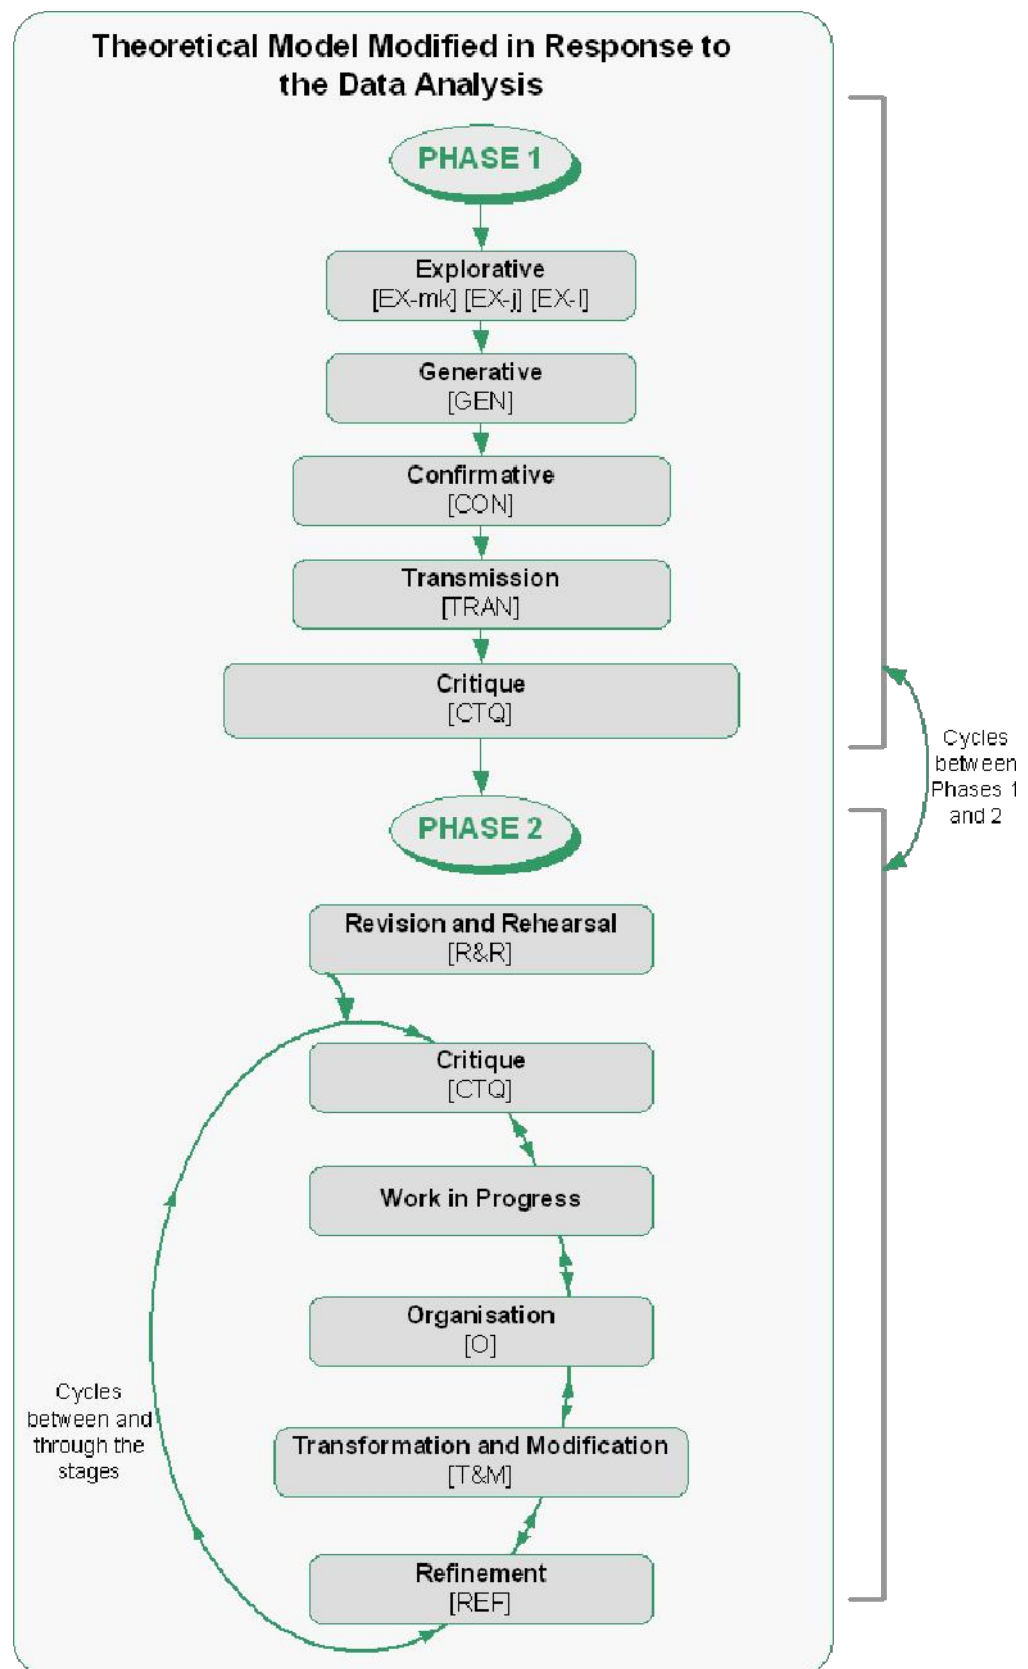 Theoretical Model Modified in Response to
the Data Analysis
PHASE 1
Explorative
[EX-mk] [EX-j] [EX-l]
Generative
[GEN]
Confirmative
[CON]
Transmission
[TRAN]
Critique
[CTQ]
Cycles
between
Phases 1
and 2
PHASE 2
Revision and Rehearsal
[R&R]
Critique
[CTQ]
Work in Progress
Organisation
[O]
Cycles
between and
through the
stages
Transformation and Modification
[T&M]
Refinement
[REF]